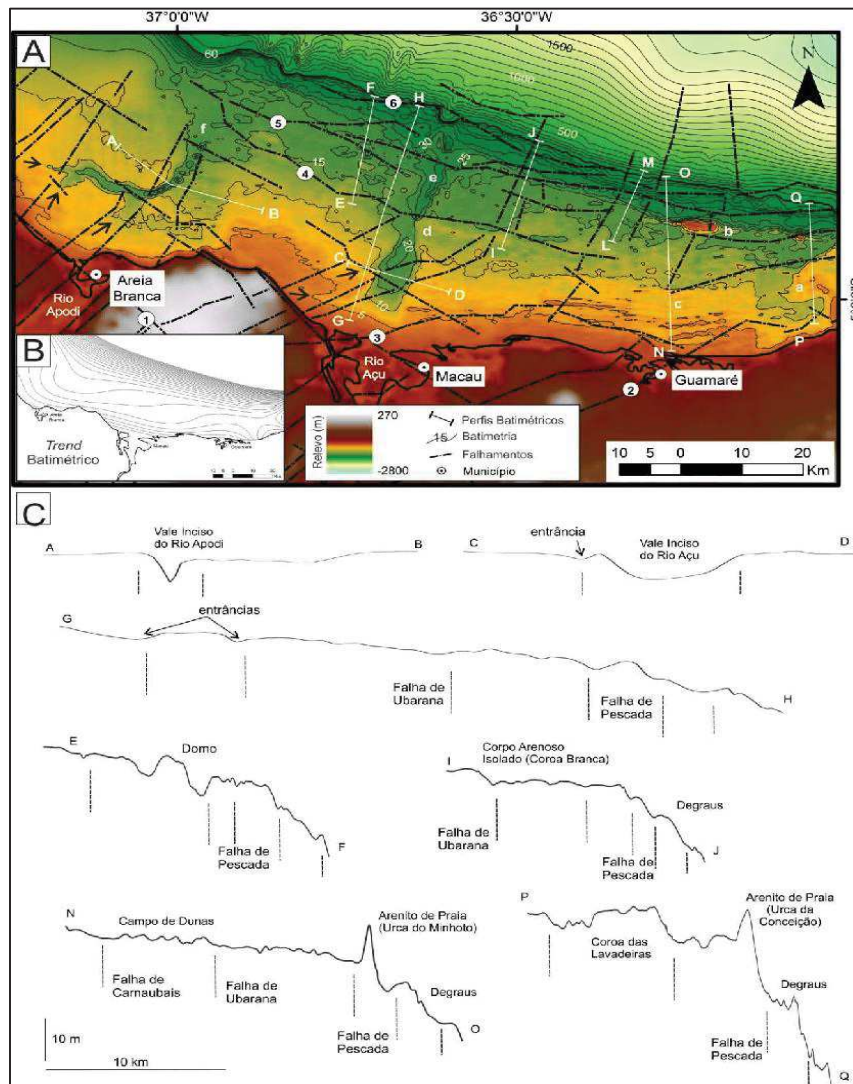 37°0'0"W
36°30'0"W
A
60
1500
N
1000
F
H
6
f
5
30
J
500
A
4
15
25
M
O
e
Q
E
b
B
L
d
20
I
a
C
c
D
Areia
Branca
10
5
G
P
Rio
Apodi
1
3
N
B
Rio
Açu
Macau
2
Guamaré
Areia
Branca
Trend
Batimétrico
Relevo (m)
270
-2800
Perfis Batimétricos
15 Batimetria
Falhamentos
Município
10 5 0 10 20
Km
C
A
Vale Inciso
do Rio Apodi
B
C
entrância
Vale Inciso
do Rio Açu
D
G
entrâncias
Falha de
Ubarana
Falha de
Pescada
H
E
Domo
Falha de
Pescada
F
I
Corpo Arenoso
Isolado (Coroa Branca)
Degraus
Falha de
Ubarana
Falha de
Pescada
J
N
Campo de Dunas
Arenito de Praia
(Urca do Minhoto)
Falha de
Carnaubais
Falha de
Ubarana
Degraus
Falha de
Pescada
O
P
Arenito de Praia
(Urca da
Conceição)
Coroa das
Lavadeiras
Degraus
Falha de
Pescada
Q
10 m
10 km